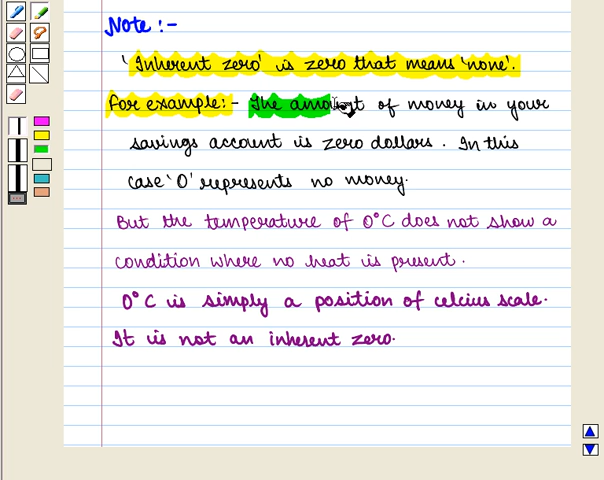 Note :-
'Inherent zero' is zero that means 'none'.
For example:- The amount of money in your
savings account is zero dollars. In this
case '0' represents no money.
But the temperature of 0°C does not show a
condition where no heat is present.
0°C is simply a position of celcius scale.
It is not an inherent zero.